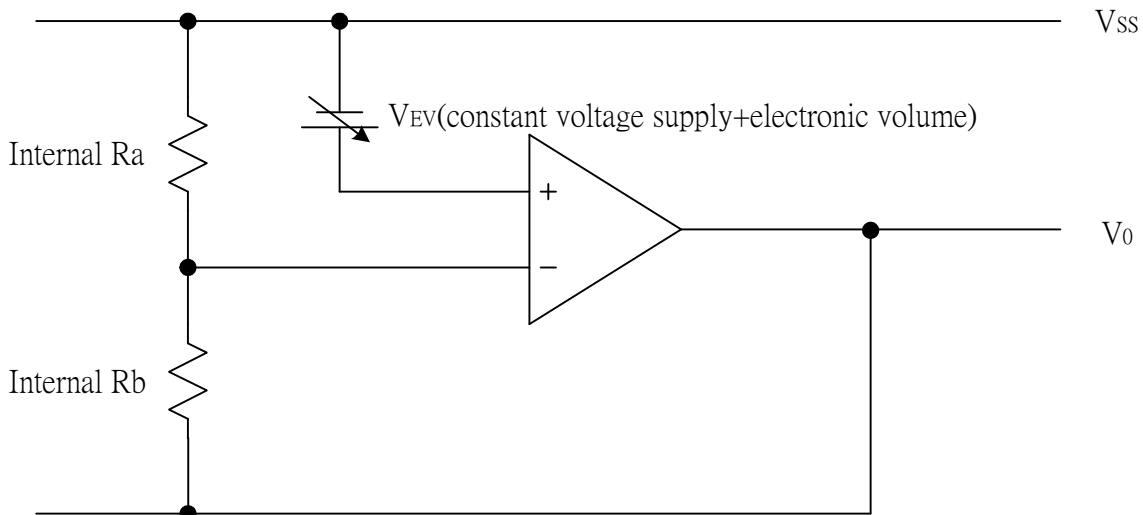 VSS
VEV(constant voltage supply+electronic volume)
Internal Ra
+
V0
−
Internal Rb